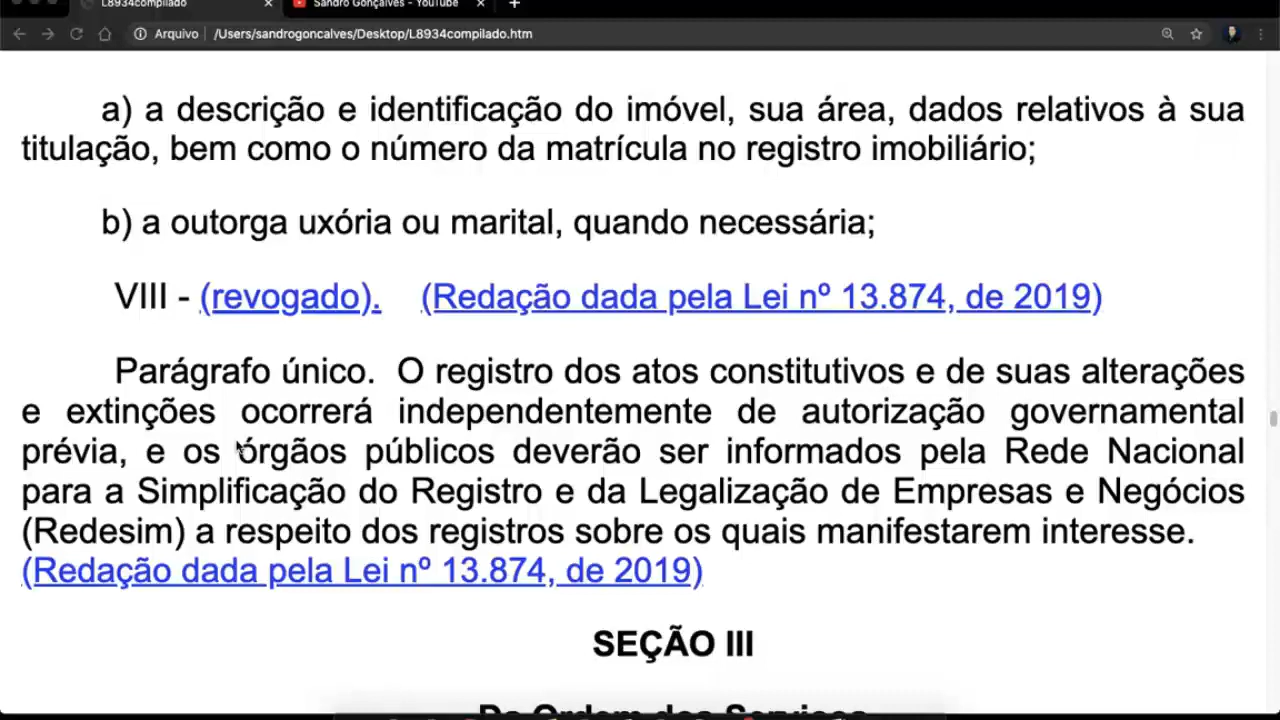 L8934compilado
Sandro Gonçalves - YouTube
Arquivo /Users/sandrogoncalves/Desktop/L8934compilado.htm
a) a descrição e identificação do imóvel, sua área, dados relativos à sua
titulação, bem como o número da matrícula no registro imobiliário;
b) a outorga uxória ou marital, quando necessária;
VIII - (revogado). (Redação dada pela Lei nº 13.874, de 2019)
Parágrafo único. O registro dos atos constitutivos e de suas alterações
e extinções ocorrerá independentemente de autorização governamental
prévia, e os órgãos públicos deverão ser informados pela Rede Nacional
para a Simplificação do Registro e da Legalização de Empresas e Negócios
(Redesim) a respeito dos registros sobre os quais manifestarem interesse.
(Redação dada pela Lei nº 13.874, de 2019)
SEÇÃO III
Da Ordem dos Serviços